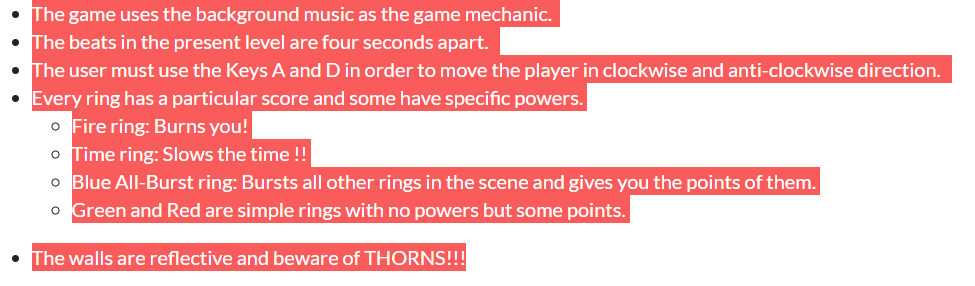 The game uses the background music as the game mechanic.
The beats in the present level are four seconds apart.
The user must use the Keys A and D in order to move the player in clockwise and anti-clockwise direction.
Every ring has a particular score and some have specific powers.
Fire ring: Burns you!
Time ring: Slows the time !!
Blue All-Burst ring: Bursts all other rings in the scene and gives you the points of them.
Green and Red are simple rings with no powers but some points.
The walls are reflective and beware of THORNS!!!